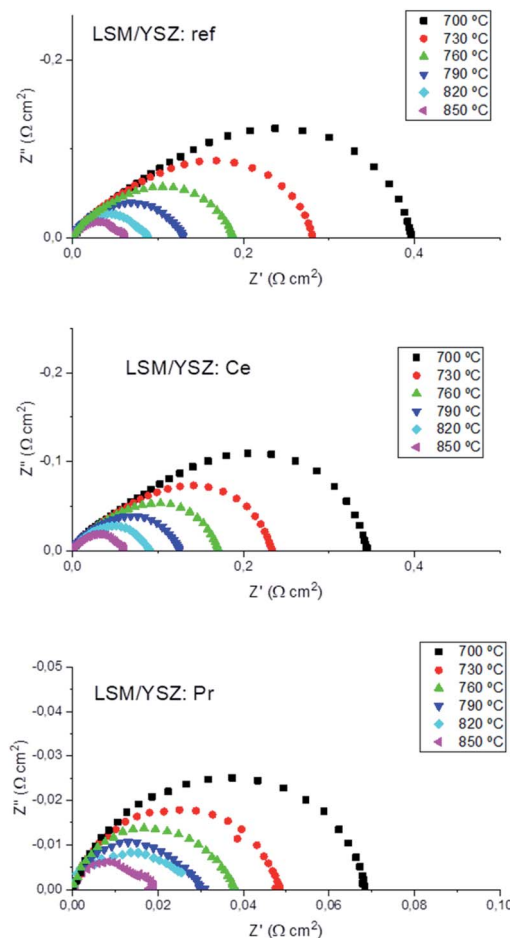 LSM/YSZ: ref
700 ºC
730 ºC
760 ºC
790 ºC
820 ºC
850 ºC
-0,2
-0,1
0,0
Z'' (Ω cm²)
0,0
0,2
0,4
Z' (Ω cm²)
LSM/YSZ: Ce
700 ºC
730 ºC
760 ºC
790 ºC
820 ºC
850 ºC
-0,2
-0,1
0,0
Z'' (Ω cm²)
0,0
0,2
0,4
Z' (Ω cm²)
LSM/YSZ: Pr
700 ºC
730 ºC
760 ºC
790 ºC
820 ºC
850 ºC
-0,05
-0,04
-0,03
-0,02
-0,01
0,00
Z'' (Ω cm²)
0,00
0,02
0,04
0,06
0,08
0,10
Z' (Ω cm²)